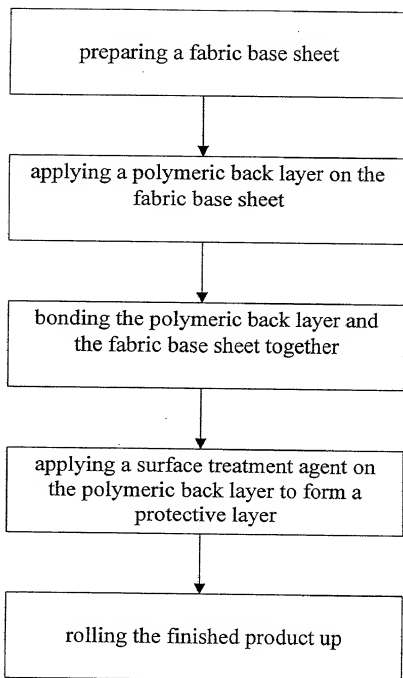 preparing a fabric base sheet
applying a polymeric back layer on the
fabric base sheet
bonding the polymeric back layer and
the fabric base sheet together
applying a surface treatment agent on
the polymeric back layer to form a
protective layer
rolling the finished product up